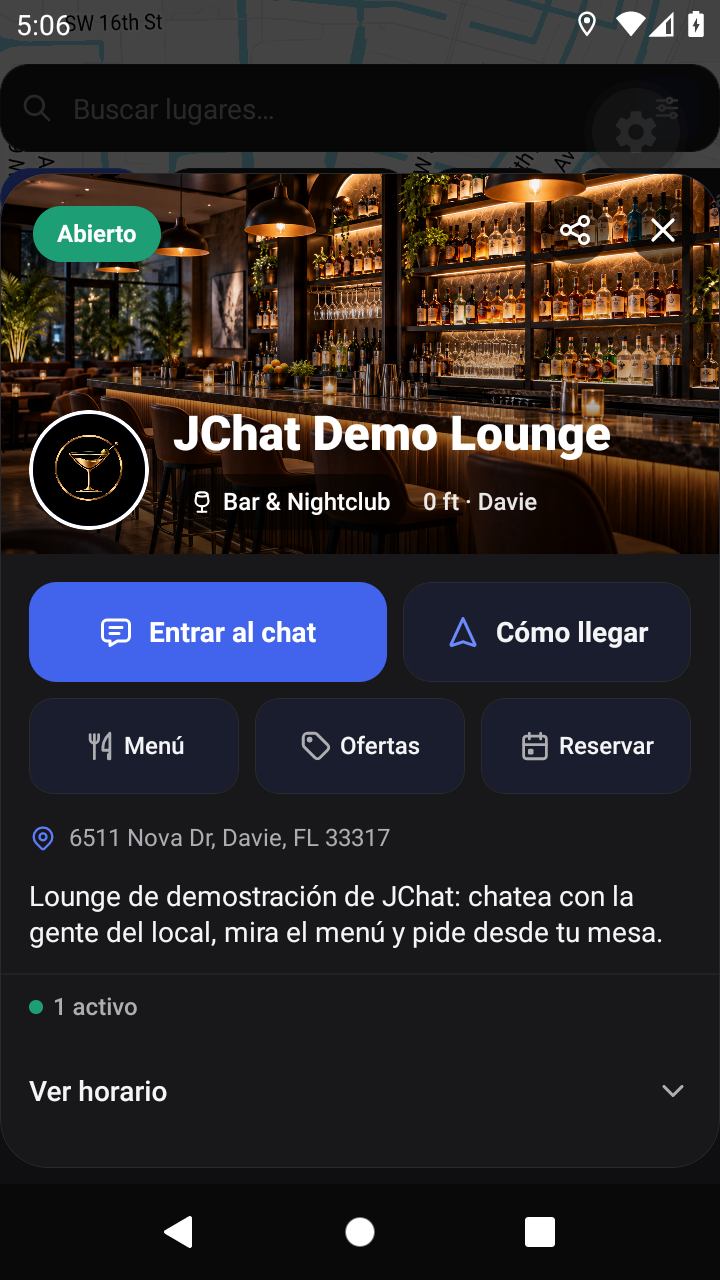 5:06
SW 16th St
Buscar lugares...
Abierto
JChat Demo Lounge
Bar & Nightclub
0 ft · Davie
Entrar al chat
Cómo llegar
Menú
Ofertas
Reservar
6511 Nova Dr, Davie, FL 33317
Lounge de demostración de JChat: chatea con la
gente del local, mira el menú y pide desde tu mesa.
1 activo
Ver horario